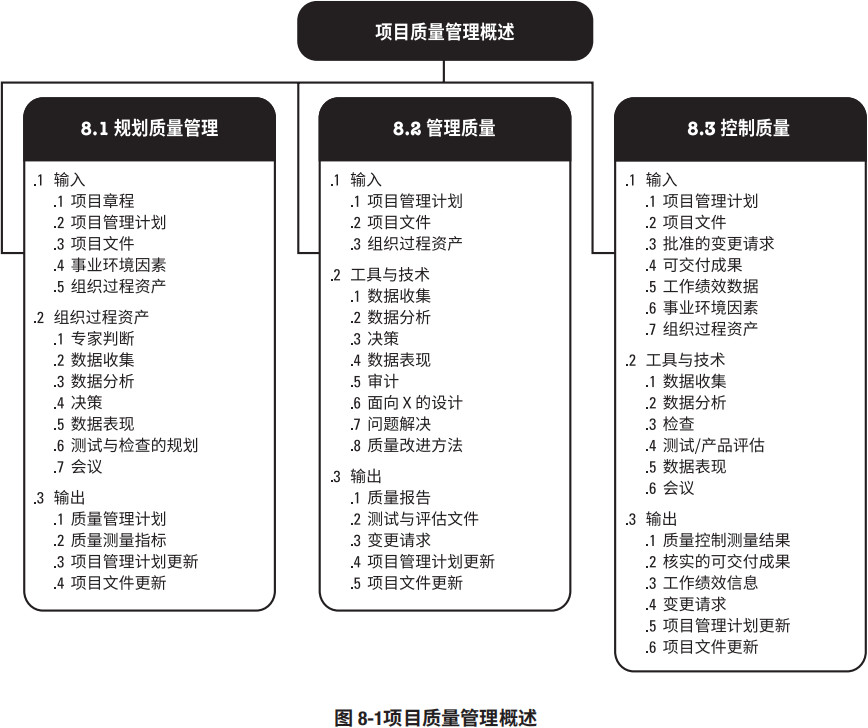 项目质量管理概述
8.1 规划质量管理
.1 输入
.1 项目章程
.2 项目管理计划
.3 项目文件
.4 事业环境因素
.5 组织过程资产
.2 组织过程资产
.1 专家判断
.2 数据收集
.3 数据分析
.4 决策
.5 数据表现
.6 测试与检查的规划
.7 会议
.3 输出
.1 质量管理计划
.2 质量测量指标
.3 项目管理计划更新
.4 项目文件更新
8.2 管理质量
.1 输入
.1 项目管理计划
.2 项目文件
.3 组织过程资产
.2 工具与技术
.1 数据收集
.2 数据分析
.3 决策
.4 数据表现
.5 审计
.6 面向 X 的设计
.7 问题解决
.8 质量改进方法
.3 输出
.1 质量报告
.2 测试与评估文件
.3 变更请求
.4 项目管理计划更新
.5 项目文件更新
8.3 控制质量
.1 输入
.1 项目管理计划
.2 项目文件
.3 批准的变更请求
.4 可交付成果
.5 工作绩效数据
.6 事业环境因素
.7 组织过程资产
.2 工具与技术
.1 数据收集
.2 数据分析
.3 检查
.4 测试/产品评估
.5 数据表现
.6 会议
.3 输出
.1 质量控制测量结果
.2 核实的可交付成果
.3 工作绩效信息
.4 变更请求
.5 项目管理计划更新
.6 项目文件更新
图 8-1项目质量管理概述